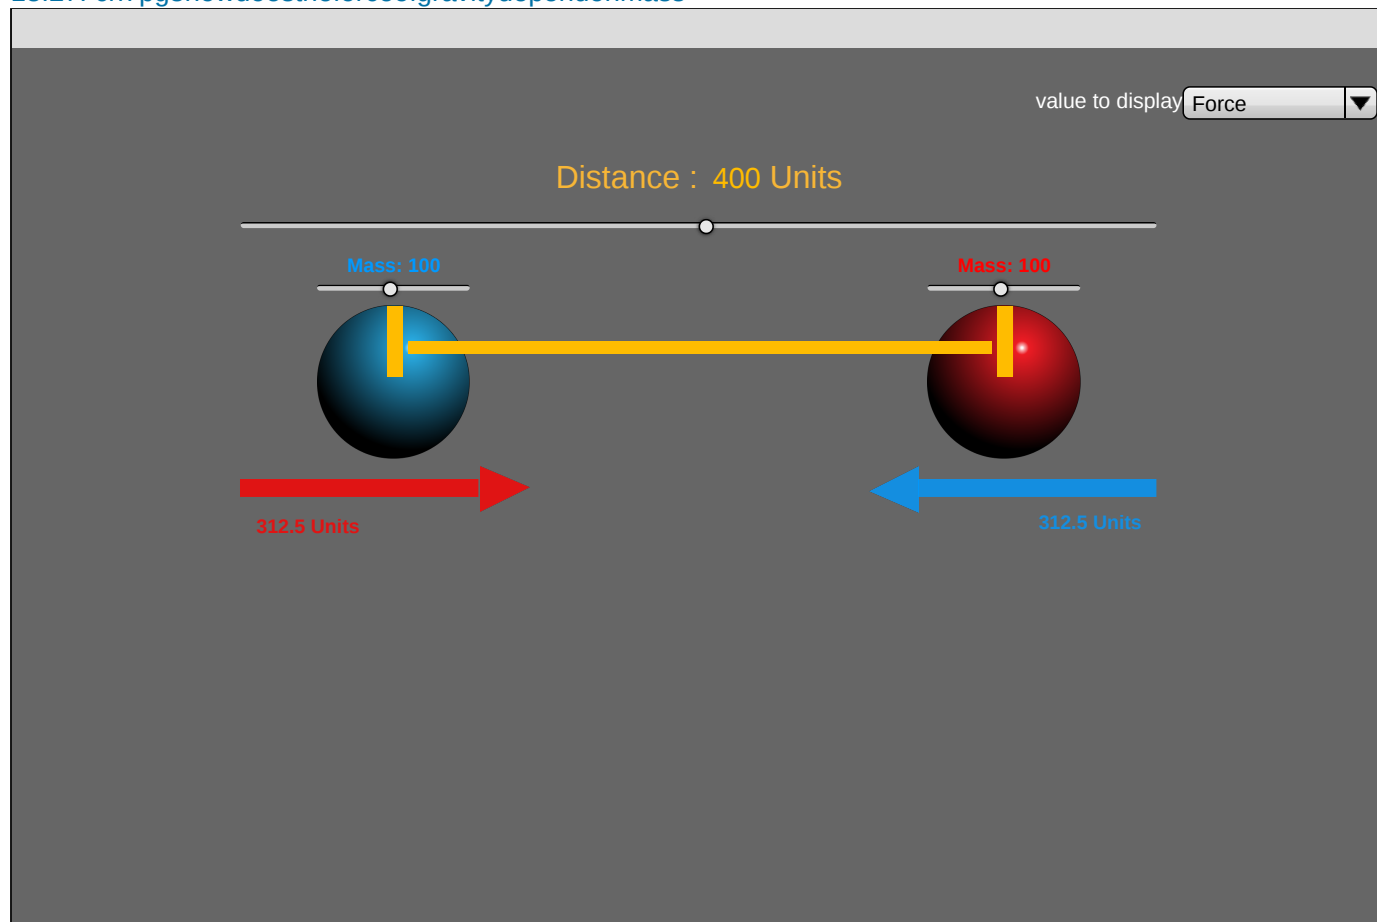 value to display Force
Distance : 400 Units
Mass: 100 Mass: 100
312.5 Units 312.5 Units